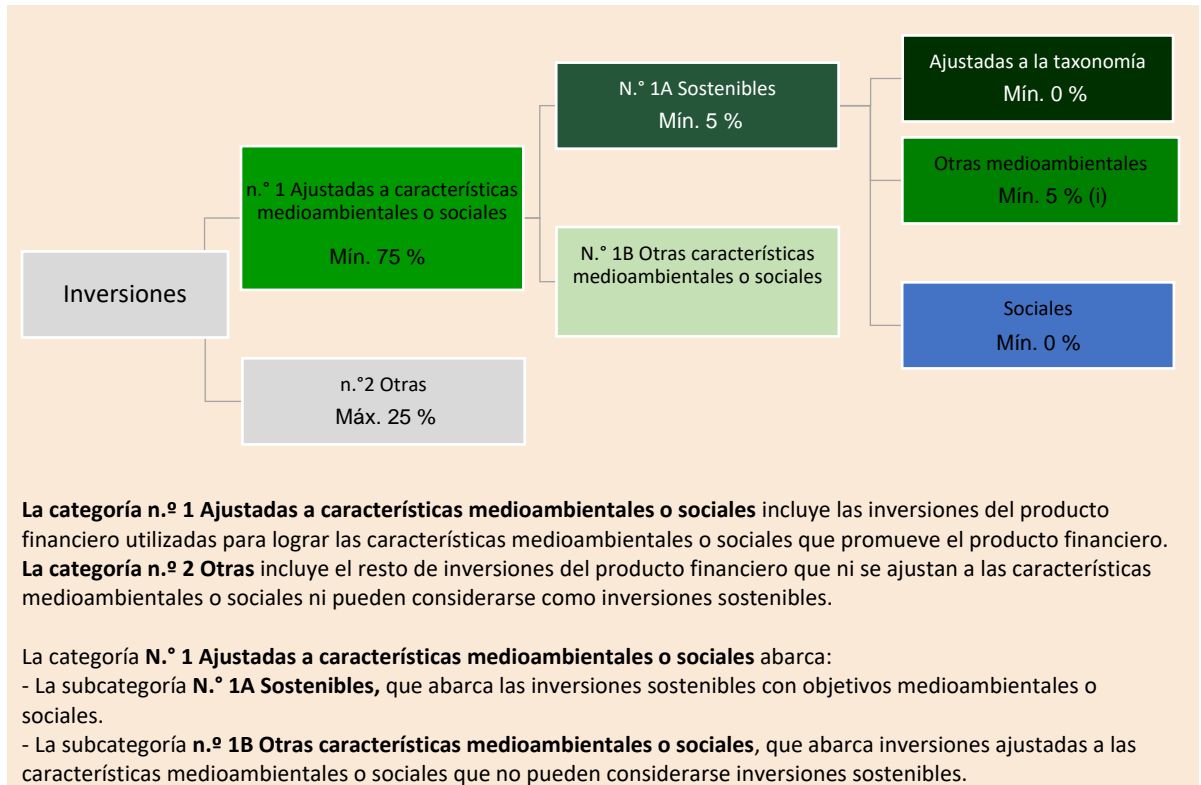 Inversiones
n.° 1 Ajustadas a características
medioambientales o sociales
Mín. 75 %
n.°2 Otras
Máx. 25 %
N.° 1A Sostenibles
Mín. 5 %
N.° 1B Otras características
medioambientales o sociales
Ajustadas a la taxonomía
Mín. 0 %
Otras medioambientales
Mín. 5 % (i)
Sociales
Mín. 0 %
La categoría n.º 1 Ajustadas a características medioambientales o sociales incluye las inversiones del producto
financiero utilizadas para lograr las características medioambientales o sociales que promueve el producto financiero.
La categoría n.º 2 Otras incluye el resto de inversiones del producto financiero que ni se ajustan a las características
medioambientales o sociales ni pueden considerarse como inversiones sostenibles.
La categoría N.° 1 Ajustadas a características medioambientales o sociales abarca:
- La subcategoría N.° 1A Sostenibles, que abarca las inversiones sostenibles con objetivos medioambientales o
sociales.
- La subcategoría n.º 1B Otras características medioambientales o sociales, que abarca inversiones ajustadas a las
características medioambientales o sociales que no pueden considerarse inversiones sostenibles.